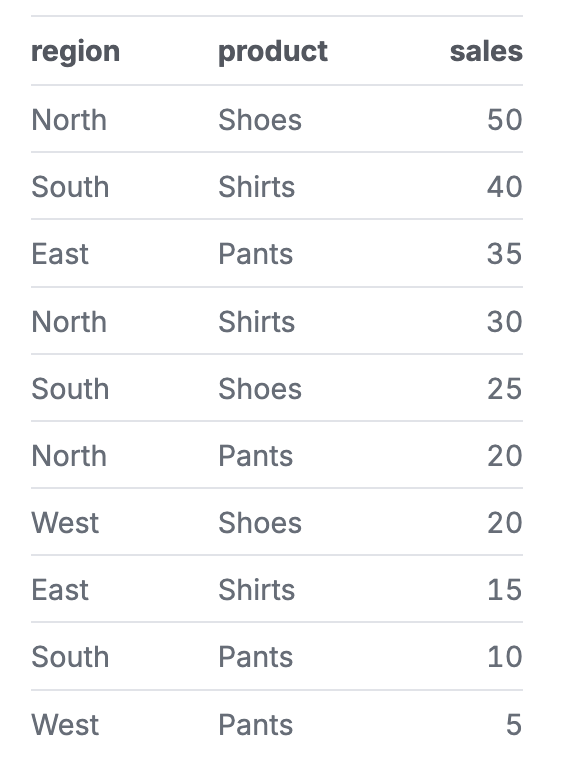 region product sales
North Shoes 50
South Shirts 40
East Pants 35
North Shirts 30
South Shoes 25
North Pants 20
West Shoes 20
East Shirts 15
South Pants 10
West Pants 5